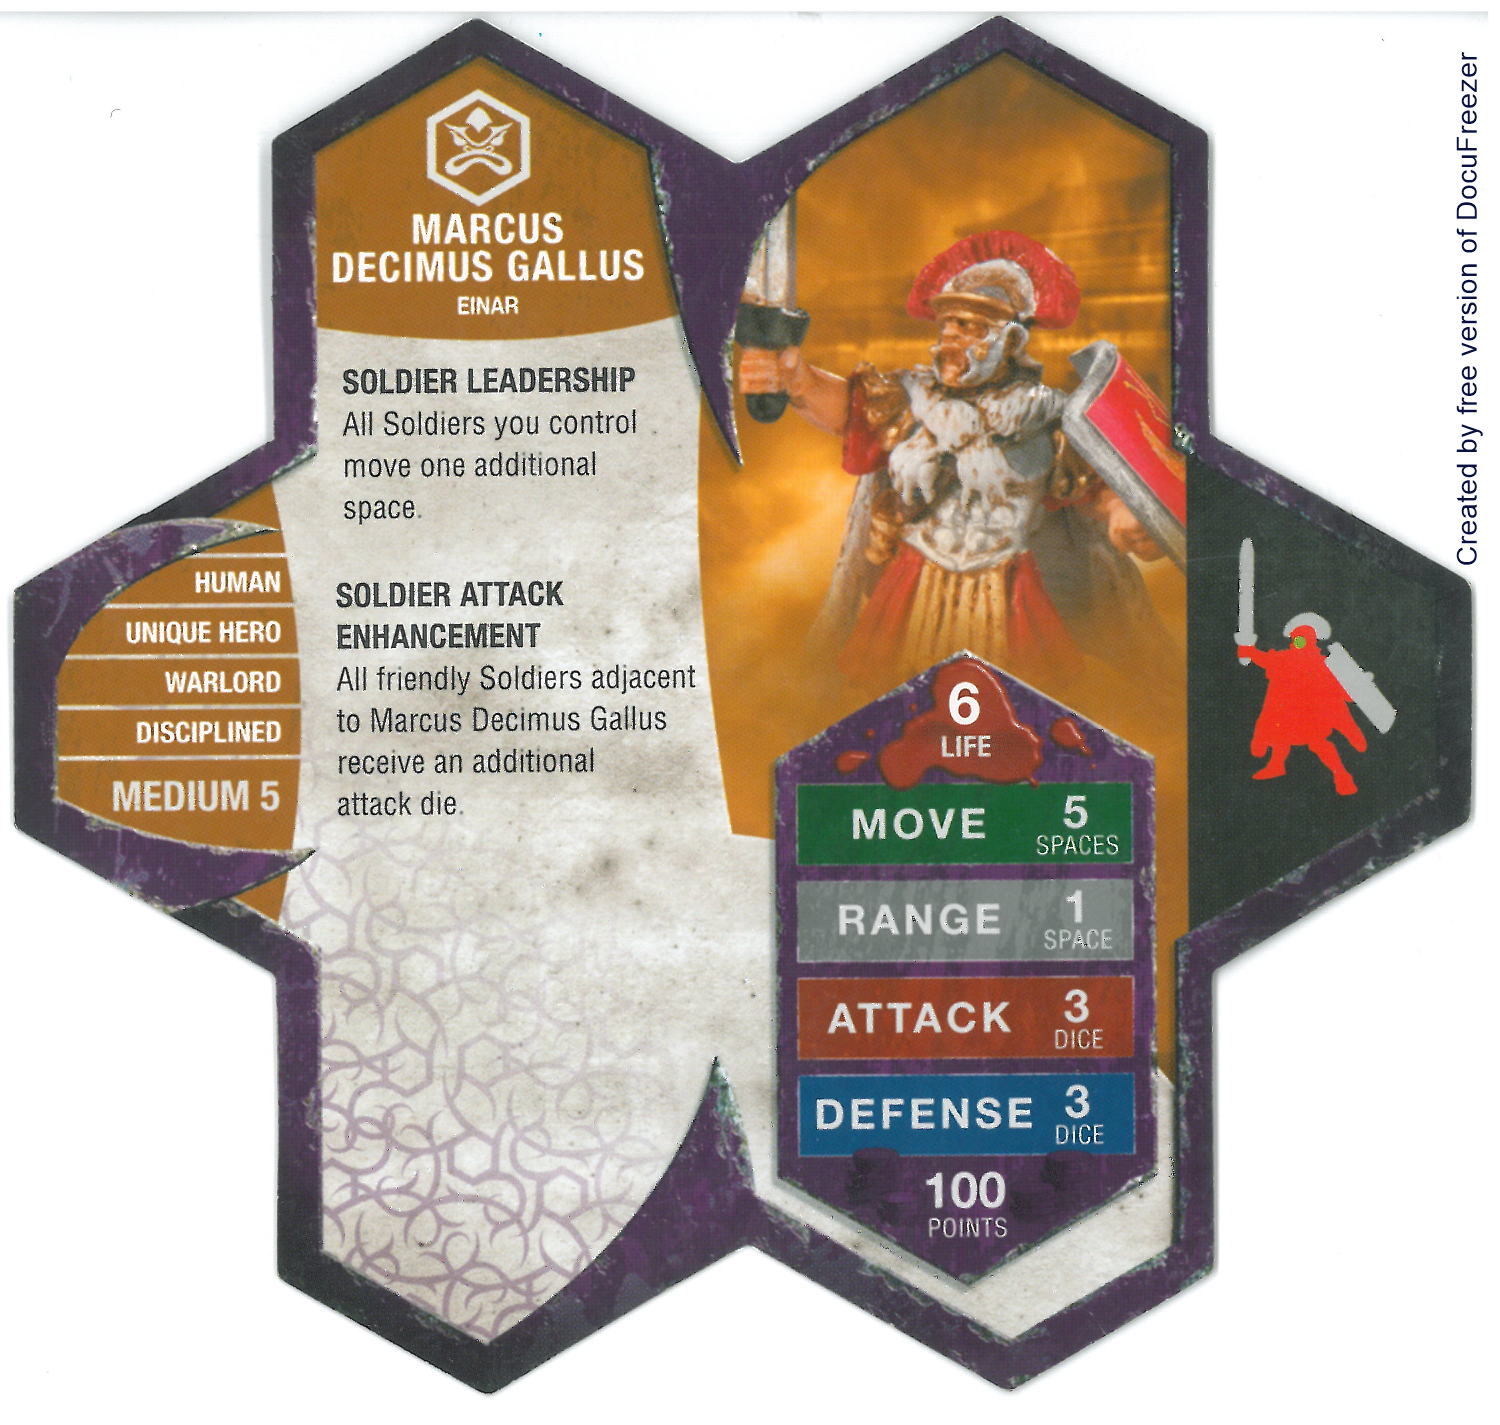 MARCUS
DECIMUS GALLUS
EINAR
SOLDIER LEADERSHIP
All Soldiers you control
move one additional
space.
SOLDIER ATTACK
ENHANCEMENT
All friendly Soldiers adjacent
to Marcus Decimus Gallus
receive an additional
attack die.
HUMAN
UNIQUE HERO
WARLORD
DISCIPLINED
MEDIUM 5
6
LIFE
MOVE 5
SPACES
RANGE 1
SPACE
ATTACK 3
DICE
DEFENSE 3
DICE
100
POINTS
Created by free version of DocuFreezer